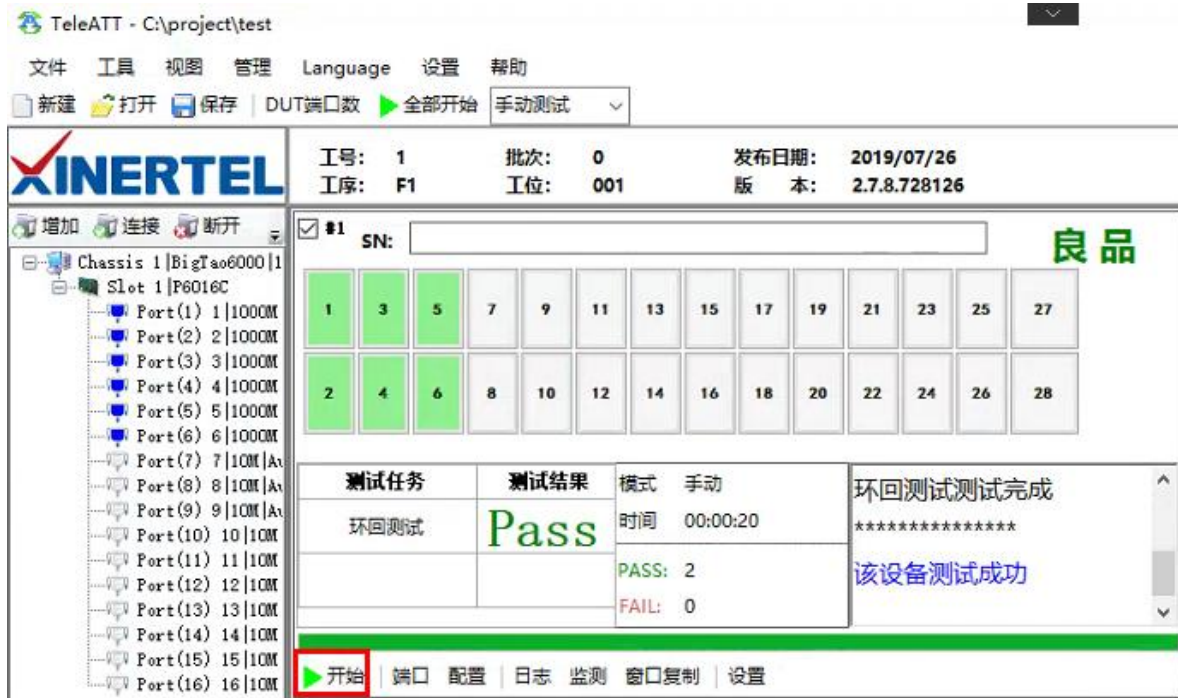 TeleATT - C:\project\test
文件 工具 视图 管理 Language 设置 帮助
新建 打开 保存 DUT端口数 全部开始 手动测试
XINERTEL
工号: 1 批次: 0 发布日期: 2019/07/26
工序: F1 工位: 001 版 本: 2.7.8.728126
增加 连接 断开
#1 SN: 良品
Chassis 1|BigTao6000|1
Slot 1|P6016C
Port(1) 1|1000M
Port(2) 2|1000M
Port(3) 3|1000M
Port(4) 4|1000M
Port(5) 5|1000M
Port(6) 6|1000M
Port(7) 7|10M|Au
Port(8) 8|10M|Au
Port(9) 9|10M|Au
Port(10) 10|10M
Port(11) 11|10M
Port(12) 12|10M
Port(13) 13|10M
Port(14) 14|10M
Port(15) 15|10M
Port(16) 16|10M
1 3 5 7 9 11 13 15 17 19 21 23 25 27
2 4 6 8 10 12 14 16 18 20 22 24 26 28
测试任务 测试结果
环回测试 Pass
模式 手动
时间 00:00:20
PASS: 2
FAIL: 0
环回测试测试完成
***************
该设备测试成功
开始 端口 配置 日志 监测 窗口复制 设置